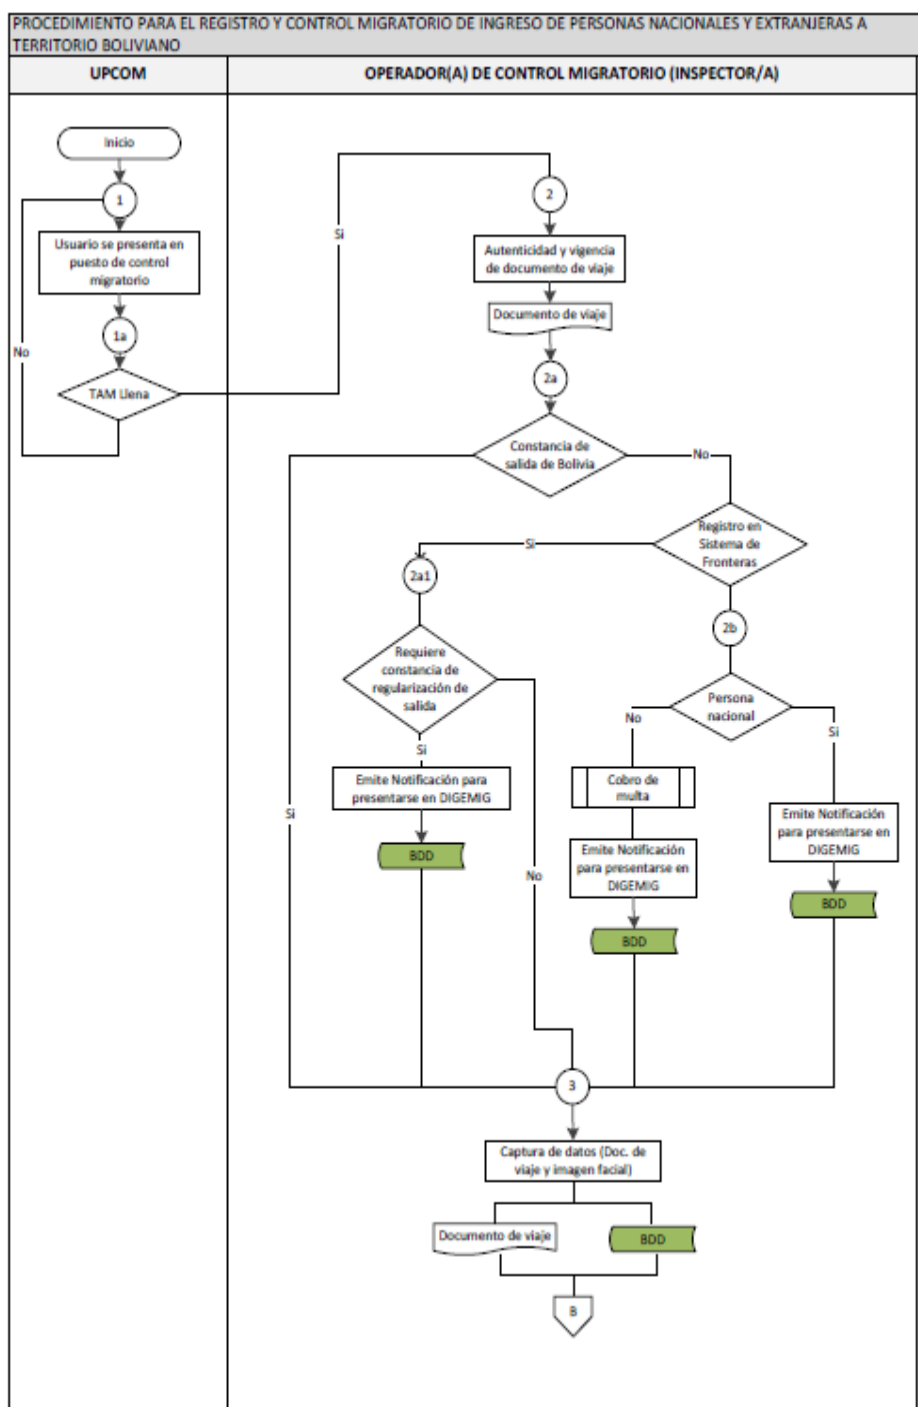 PROCEDIMIENTO PARA EL REGISTRO Y CONTROL MIGRATORIO DE INGRESO DE PERSONAS NACIONALES Y EXTRANJERAS A
TERRITORIO BOLIVIANO
UPCOM
OPERADOR(A) DE CONTROL MIGRATORIO (INSPECTOR/A)
Inicio
1
Usuario se presenta en
puesto de control
migratorio
1a
No
TAM Llena
Si
2
Autenticidad y vigencia
de documento de viaje
Documento de viaje
2a
Constancia de
salida de Bolivia
No
Registro en
Sistema de
Fronteras
Si
2a1
2b
Requiere
constancia de
regularización de
salida
Persona
nacional
No
Si
Si
Emite Notificación para
presentarse en DIGEMIG
Cobro de
multa
Si
Emite Notificación
para presentarse en
DIGEMIG
Emite Notificación
para presentarse en
DIGEMIG
BDD
No
BDD
BDD
3
Captura de datos (Doc. de
viaje y imagen facial)
Documento de viaje
BDD
B